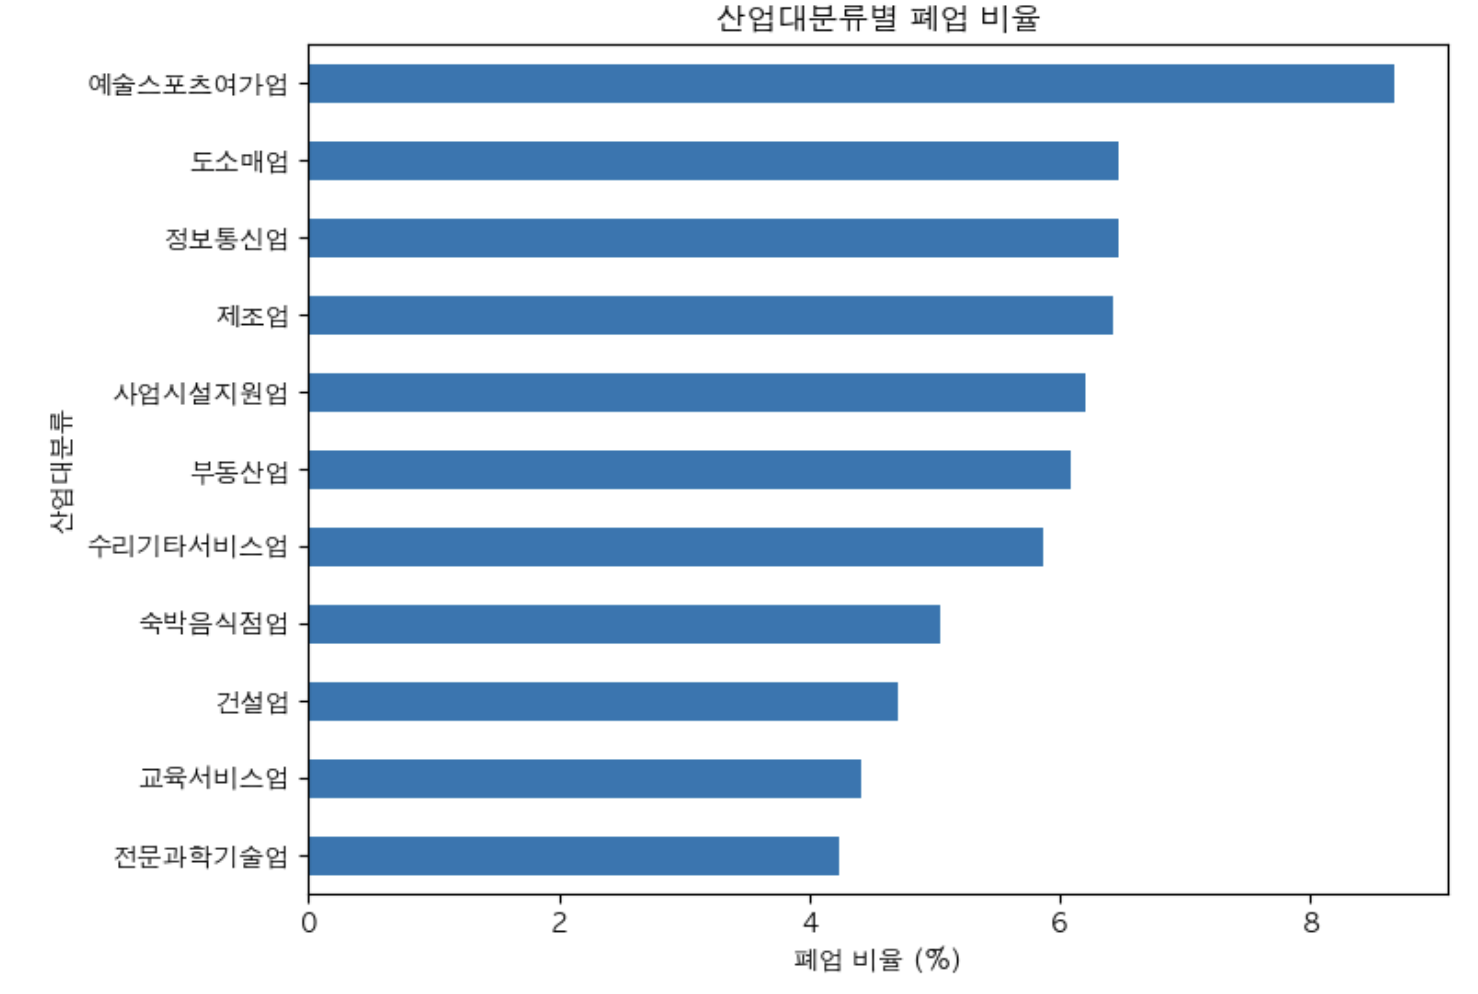 산업대분류별 폐업 비율
산업대분류
예술스포츠여가업
도소매업
정보통신업
제조업
사업시설지원업
부동산업
수리기타서비스업
숙박음식점업
건설업
교육서비스업
전문과학기술업
0 2 4 6 8
폐업 비율 (%)